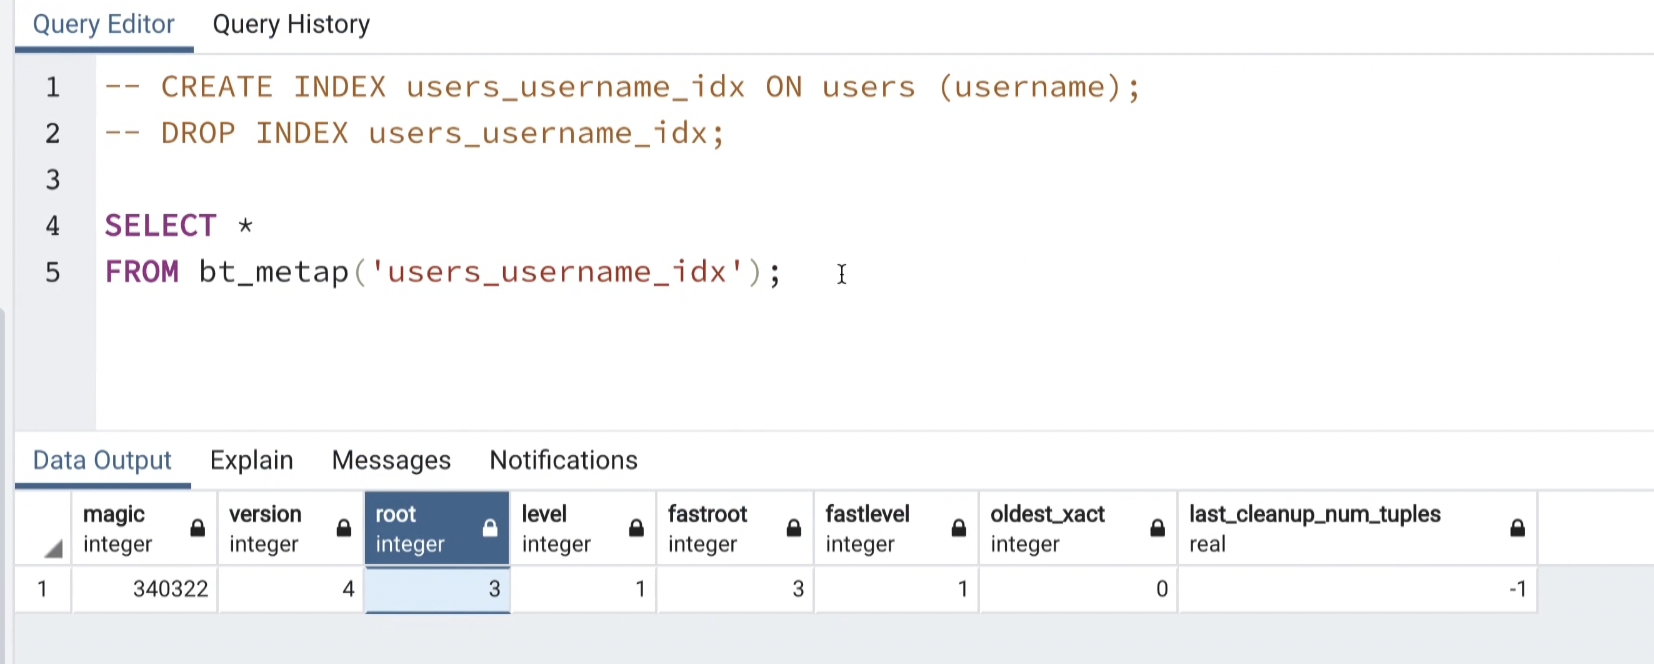 Query Editor Query History
1 -- CREATE INDEX users_username_idx ON users (username);
2 -- DROP INDEX users_username_idx;
3
4 SELECT *
5 FROM bt_metap('users_username_idx');
Data Output Explain Messages Notifications
magic version root level fastroot fastlevel oldest_xact last_cleanup_num_tuples
integer integer integer integer integer integer integer real
1 340322 4 3 1 3 1 0 -1